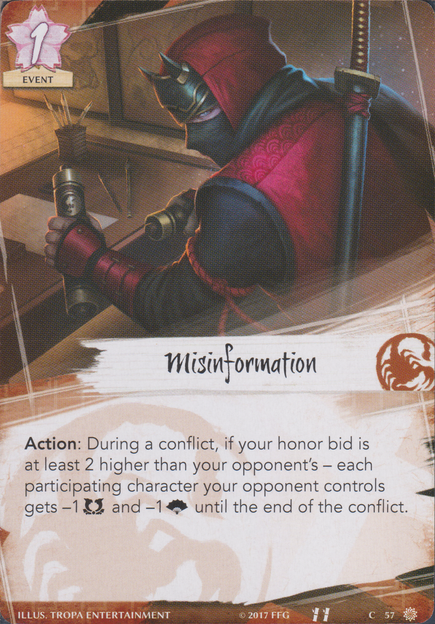 1
EVENT
Misinformation
Action: During a conflict, if your honor bid is
at least 2 higher than your opponent's – each
participating character your opponent controls
gets –1 and –1 until the end of the conflict.
ILLUS. TROPA ENTERTAINMENT © 2017 FFG C 57